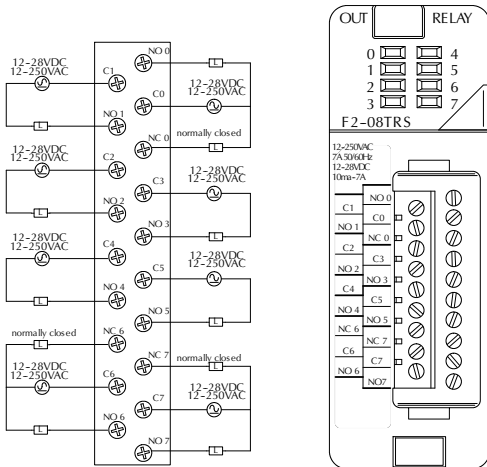 NO 0
L
12-28VDC
12-250VAC
C1
12-28VDC
12-250VAC
C0
L
NO 1
normally closed
NC 0
L
12-28VDC
12-250VAC
C2
12-28VDC
12-250VAC
C3
L
NO 2
NO 3
L
12-28VDC
12-250VAC
C4
12-28VDC
12-250VAC
C5
L
NO 4
NO 5
L
normally closed
NC 6
L
NC 7
normally closed
L
12-28VDC
12-250VAC
C6
12-28VDC
12-250VAC
C7
L
NO 6
NO 7
L
OUT RELAY
0 4
1 5
2 6
3 7
F2-08TRS
12-250VAC
7A 50/60Hz
12-28VDC
10ma-7A
NO 0
C1
C0
NO 1
NC 0
C2
C3
NO 2
NO 3
C4
C5
NO 4
NO 5
NC 6
NC 7
C6
C7
NO 6
NO7